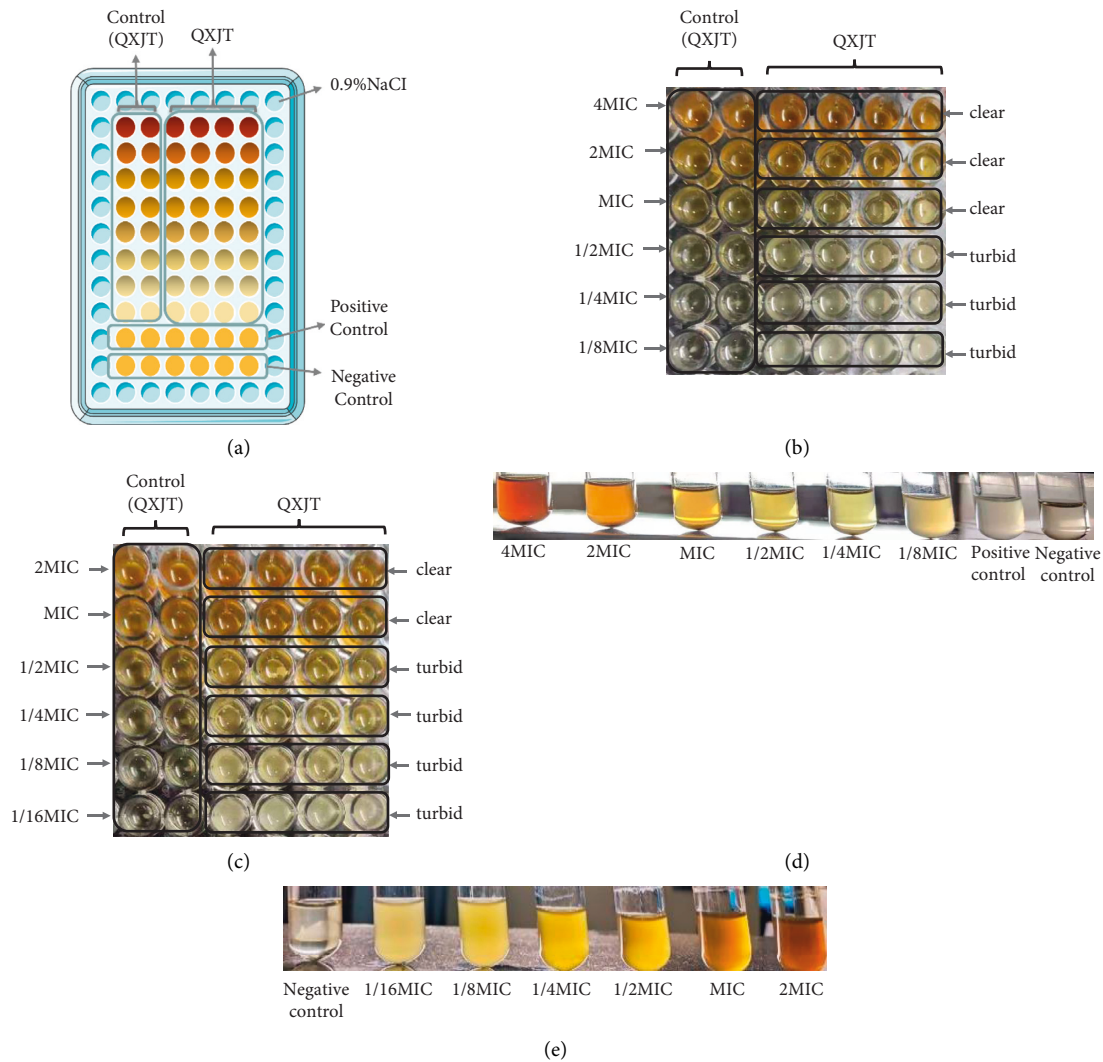 Control
(QXJT)
QXJT
0.9%NaCI
Positive
Control
Negative
Control
(a)
Control
(QXJT)
QXJT
4MIC
clear
2MIC
clear
MIC
clear
1/2MIC
turbid
1/4MIC
turbid
1/8MIC
turbid
(b)
Control
(QXJT)
QXJT
2MIC
clear
MIC
clear
1/2MIC
turbid
1/4MIC
turbid
1/8MIC
turbid
1/16MIC
turbid
(c)
4MIC 2MIC MIC 1/2MIC 1/4MIC 1/8MIC Positive control Negative control
(d)
Negative control 1/16MIC 1/8MIC 1/4MIC 1/2MIC MIC 2MIC
(e)